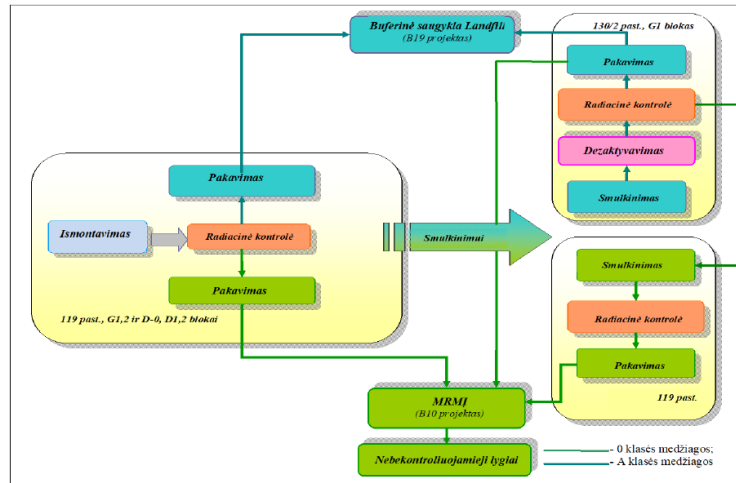 Buferinė saugykla Landfili
(B19 projektas)
130/2 past., G1 blokas
Pakavimas
Radiacinė kontrolė
Dezaktyvavimas
Smulkinimas
Pakavimas
Ismontavimas
Radiacinė kontrolė
Pakavimas
119 past., G1,2 ir D-0, D1,2 blokai
Smulkinimui
Smulkinimas
Radiacinė kontrolė
Pakavimas
119 past.
MRMĮ
(B10 projektas)
Nebekontroliuojamieji lygiai
- 0 klasės medžiagos;
- A klasės medžiagos